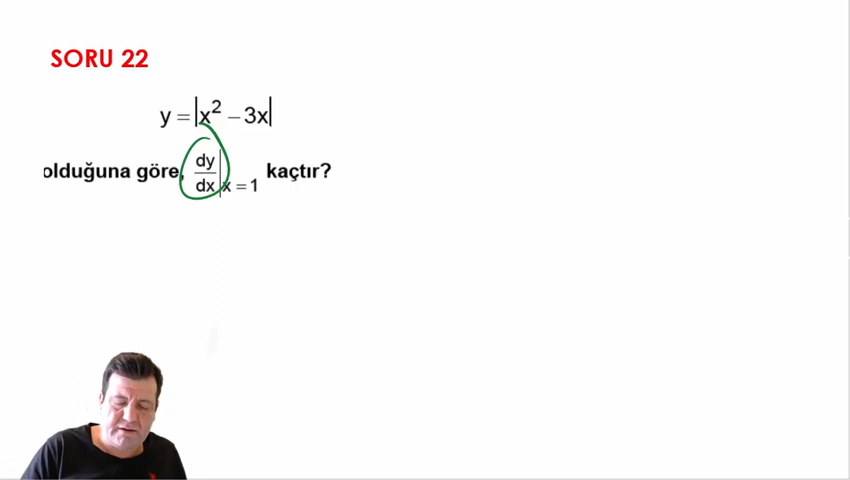 SORU 22
y = |x² – 3x|
olduğuna göre, dy/dx | x = 1 kaçtır?